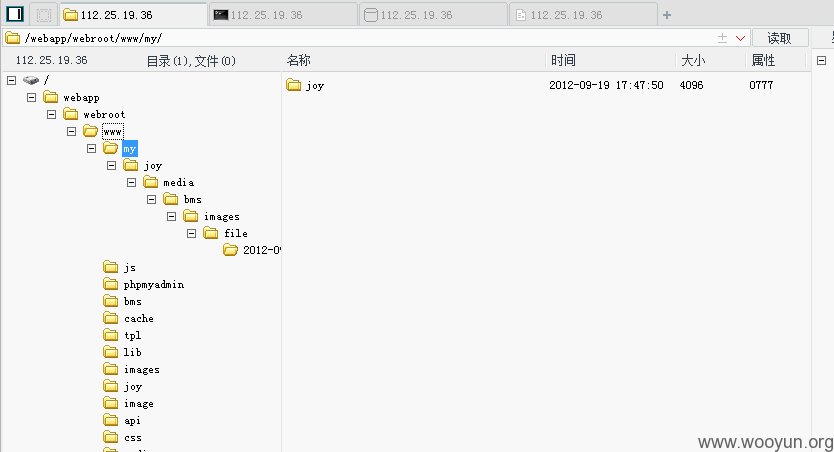 112.25.19.36 112.25.19.36 112.25.19.36 112.25.19.36 +
/webapp/webroot/www/my/ 读取
112.25.19.36 目录(1),文件(0) 名称 时间 大小 属性
/
joy 2012-09-19 17:47:50 4096 0777
webapp
webroot
www
my
joy
media
bms
images
file
2012-09
js
phpmyadmin
bms
cache
tpl
lib
images
joy
image
api
css
www.wooyun.org